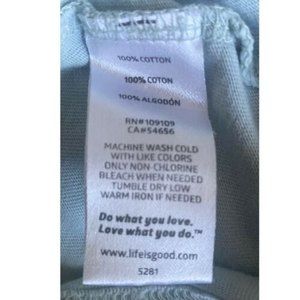 100% COTTON
100% COTON
100% ALGODÓN
RN#109109
CA#54656
MACHINE WASH COLD
WITH LIKE COLORS
ONLY NON-CHLORINE
BLEACH WHEN NEEDED
TUMBLE DRY LOW
WARM IRON IF NEEDED
Do what you love.
Love what you do.™
www.lifeisgood.com
5281